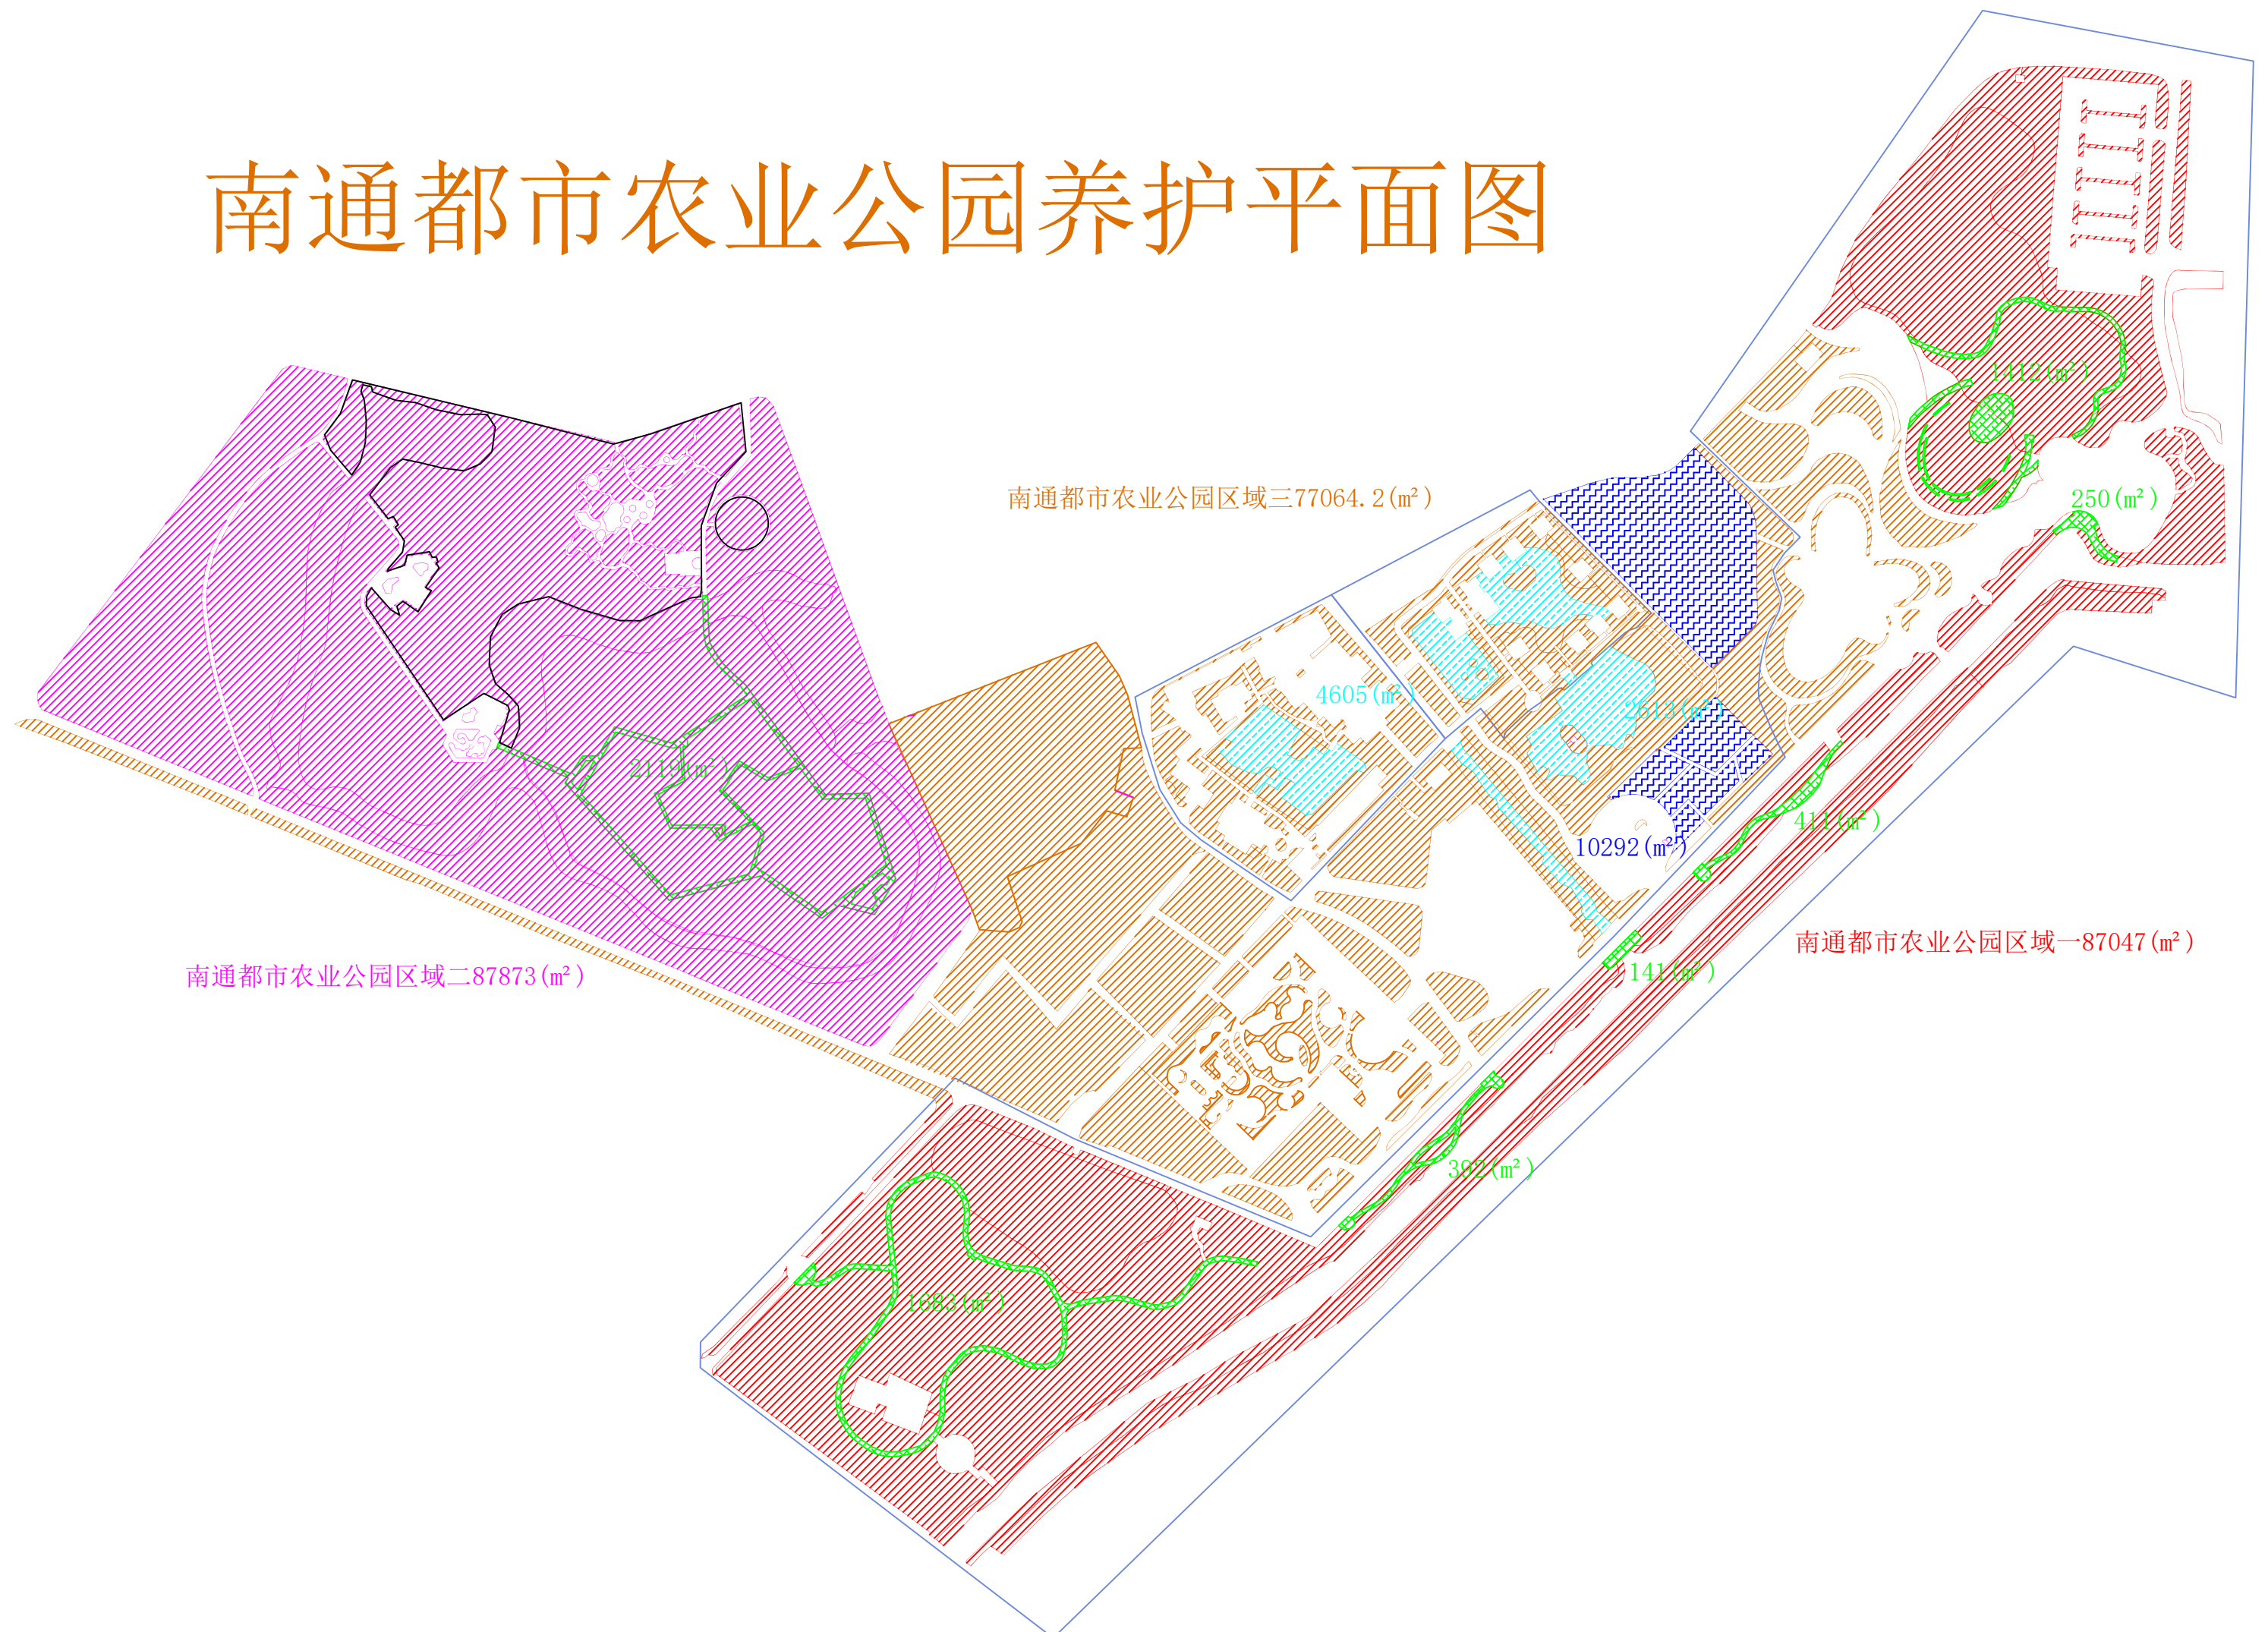 南通都市农业公园养护平面图
1412(m²)
南通都市农业公园区域三77064.2(m²)
250(m²)
4605(m²)
2613(m²)
2119(m²)
411(m²)
10292(m²)
南通都市农业公园区域一87047(m²)
南通都市农业公园区域二87873(m²)
141(m²)
392(m²)
1683(m²)